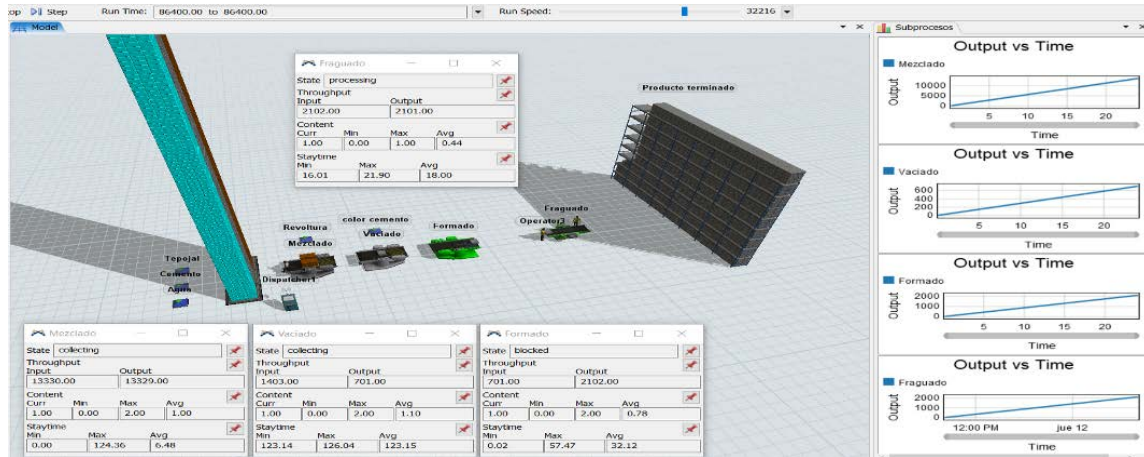 op Step Run Time: 86400.00 to 86400.00 Run Speed: 32216
Model
Fraguado
State processing
Throughput
Input Output
2102.00 2101.00
Content
Curr Min Max Avg
1.00 0.00 1.00 0.44
Staytime
Min Max Avg
16.01 21.90 18.00
Producto terminado
Revoltura
color cemento
Mezclado
Vaciado
Formado
Fraguado
Operator3
Tepojal
Cemento
Agua
Dispatcher1
Mezclado
State collecting
Throughput
Input Output
13330.00 13329.00
Content
Curr Min Max Avg
1.00 0.00 2.00 1.00
Staytime
Min Max Avg
0.00 124.36 6.48
Vaciado
State collecting
Throughput
Input Output
1403.00 701.00
Content
Curr Min Max Avg
1.00 0.00 2.00 1.10
Staytime
Min Max Avg
123.14 126.04 123.15
Formado
State blocked
Throughput
Input Output
701.00 2102.00
Content
Curr Min Max Avg
1.00 0.00 2.00 0.78
Staytime
Min Max Avg
0.02 57.47 32.12
Subprocesos
Output vs Time
Mezclado
Output
10000
5000
0
5 10 15 20
Time
Output vs Time
Vaciado
Output
600
400
200
0
5 10 15 20
Time
Output vs Time
Formado
Output
2000
1000
0
5 10 15 20
Time
Output vs Time
Fraguado
Output
2000
1000
0
12:00 PM jue 12
Time